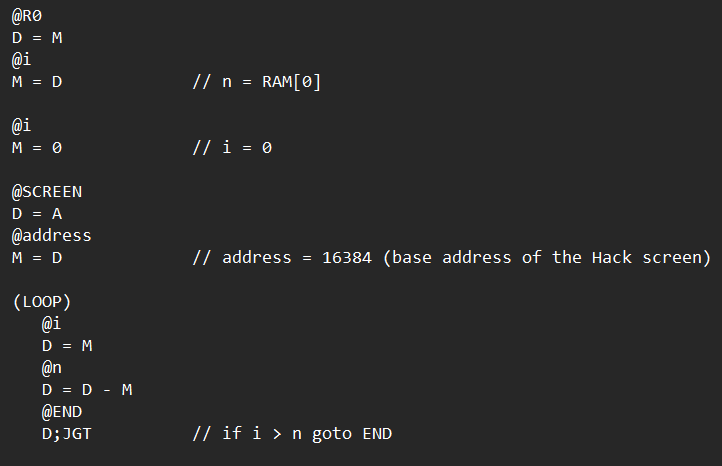 @R0
D = M
@i
M = D // n = RAM[0]
@i
M = 0 // i = 0
@SCREEN
D = A
@address
M = D // address = 16384 (base address of the Hack screen)
(LOOP)
@i
D = M
@n
D = D - M
@END
D;JGT // if i > n goto END